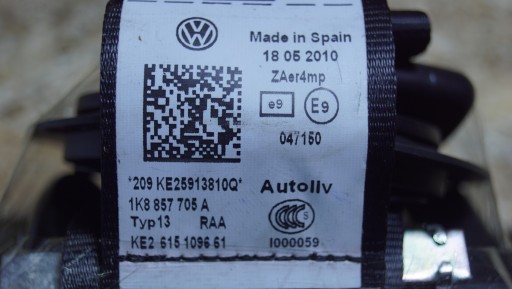 Made in Spain
18 05 2010
ZAer4mp
e9 E9
047150
*209 KE25913810Q*
Autoliv
1K8 857 705 A
Typ13 RAA
KE2 615 1096 61
S
I000059